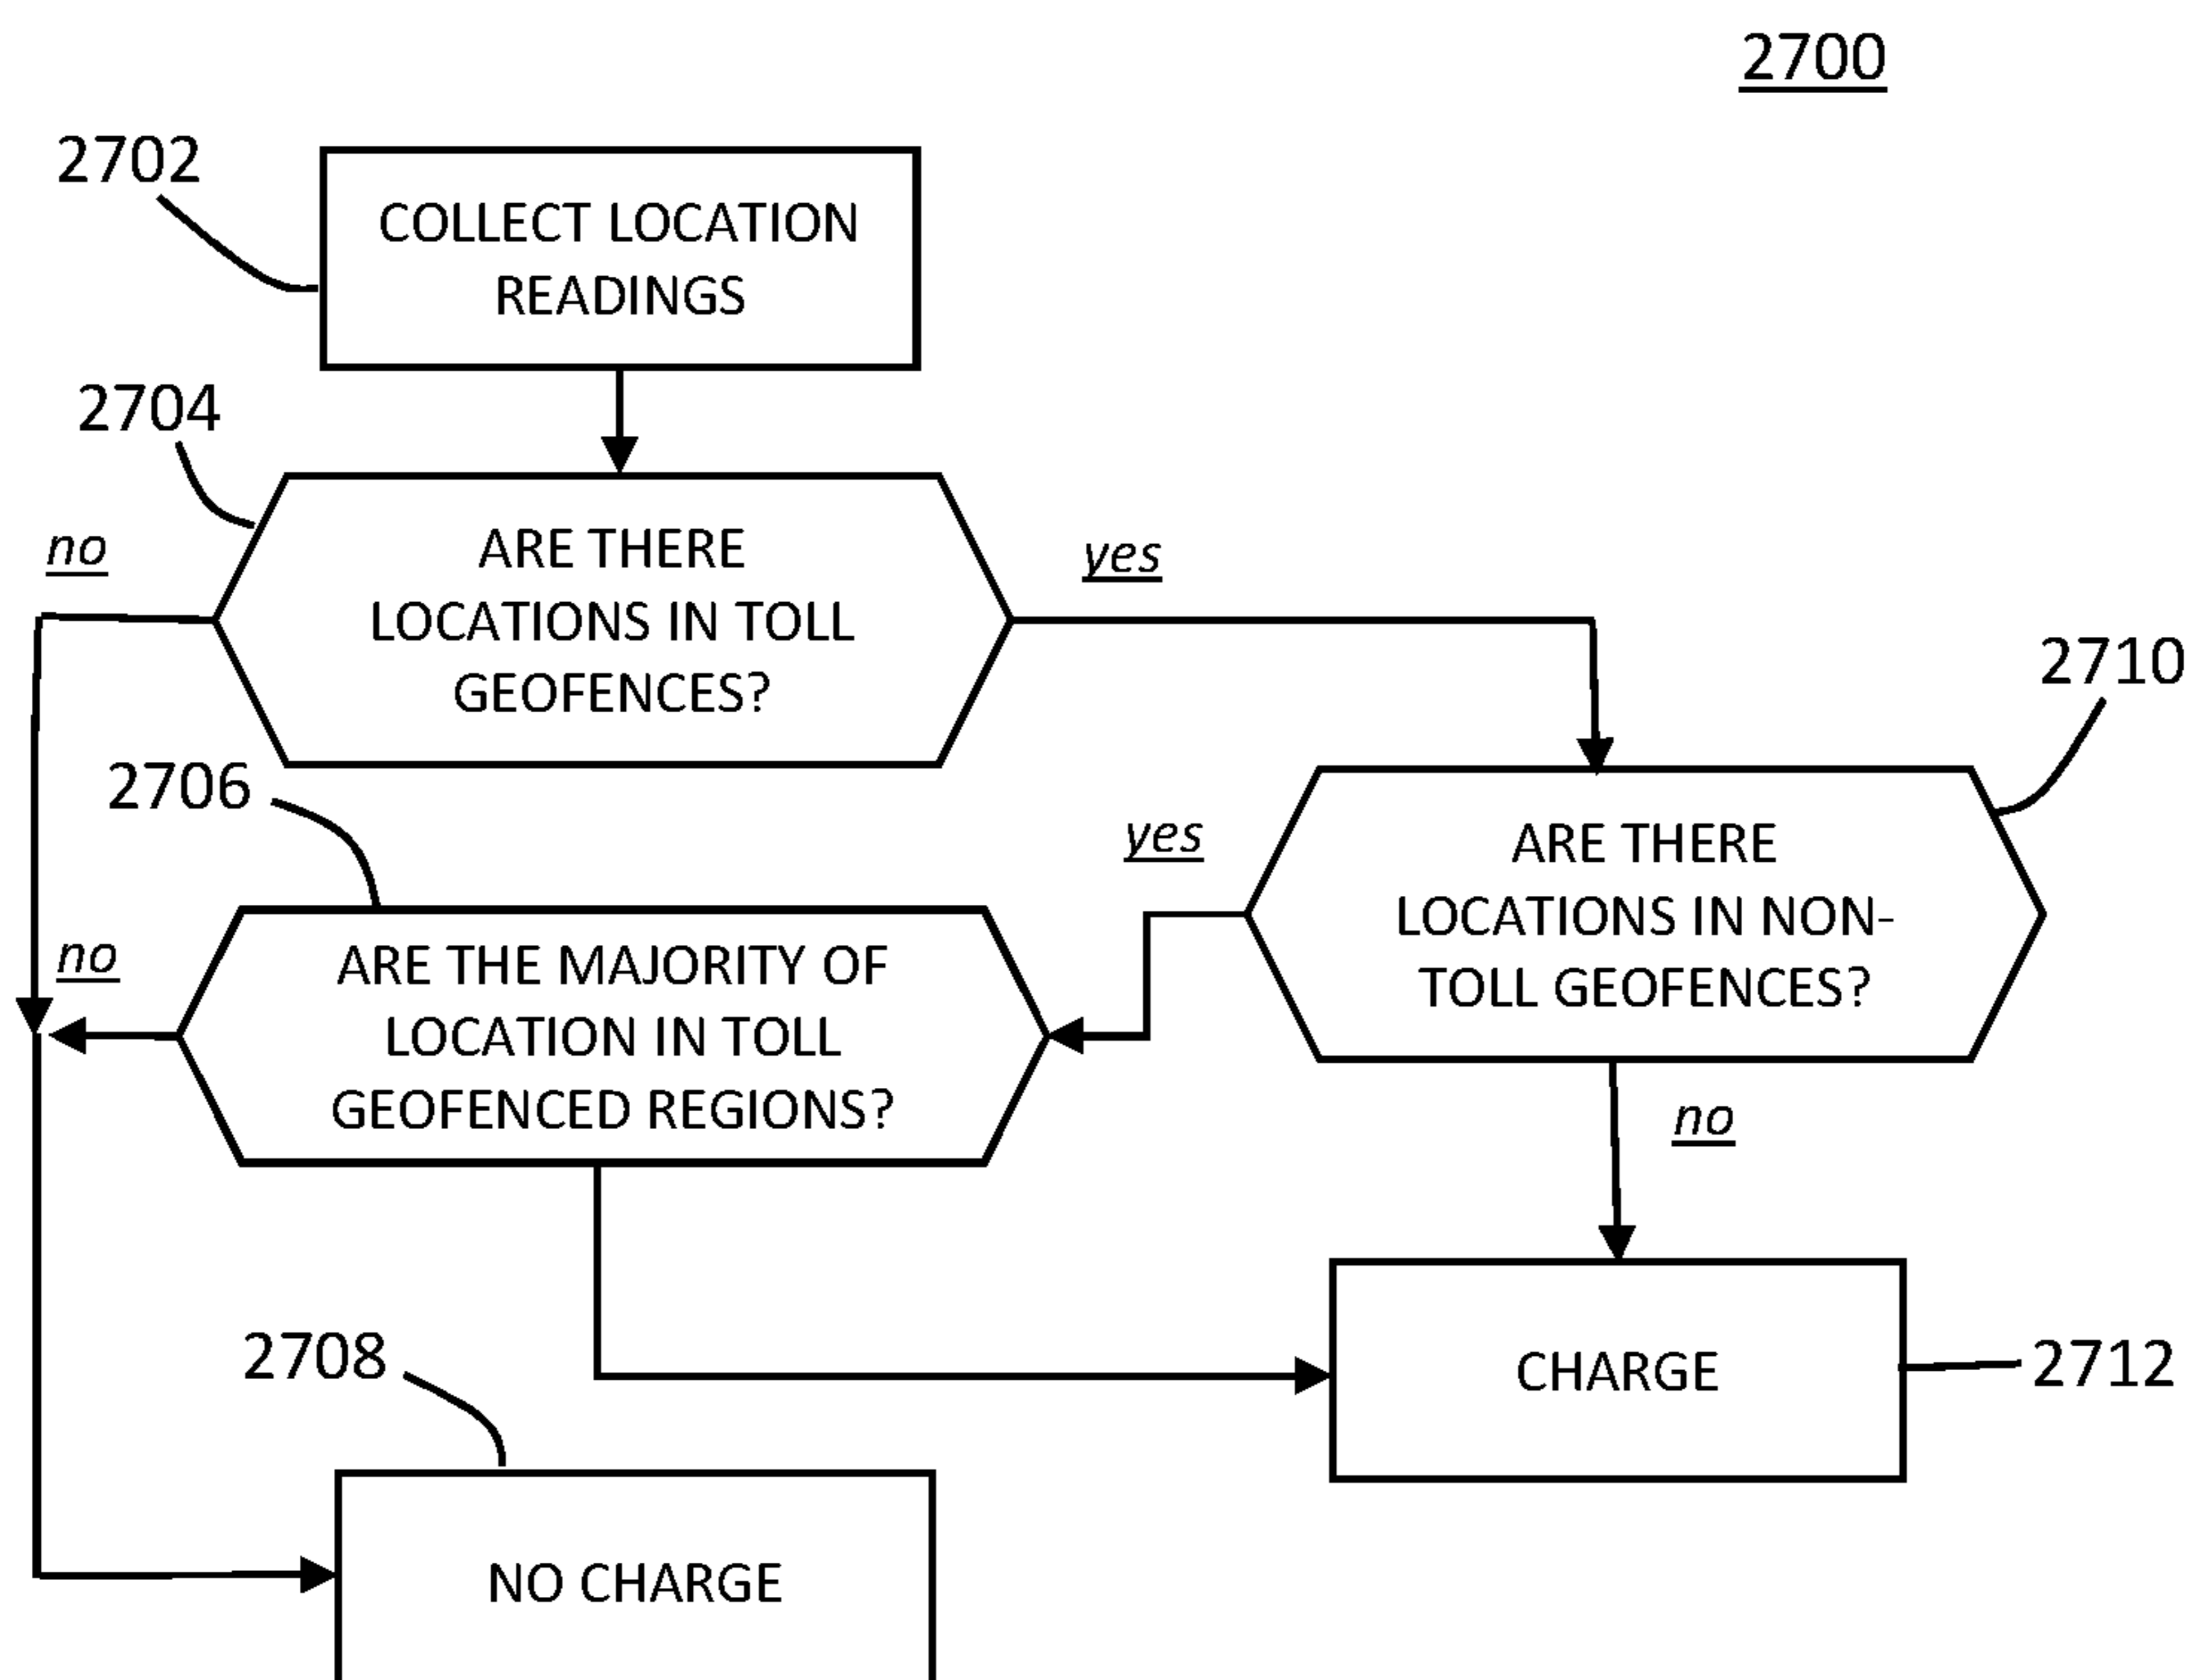 2700
2702
COLLECT LOCATION
READINGS
2704
no
ARE THERE
LOCATIONS IN TOLL
GEOFENCES?
yes
2710
2706
yes
ARE THERE
LOCATIONS IN NON-
TOLL GEOFENCES?
no
ARE THE MAJORITY OF
LOCATION IN TOLL
GEOFENCED REGIONS?
no
2708
CHARGE
2712
NO CHARGE